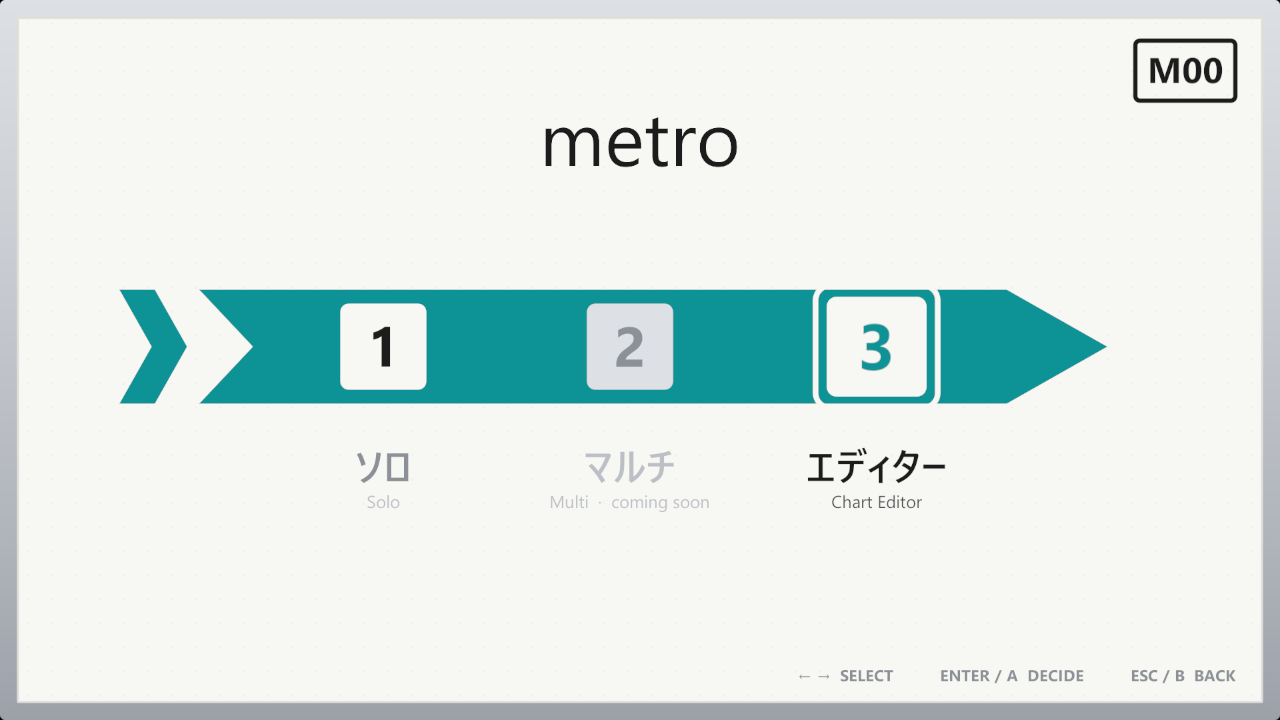 M00
metro
1 2 3
ソロ マルチ エディター
Solo Multi · coming soon Chart Editor
← → SELECT ENTER / A DECIDE ESC / B BACK